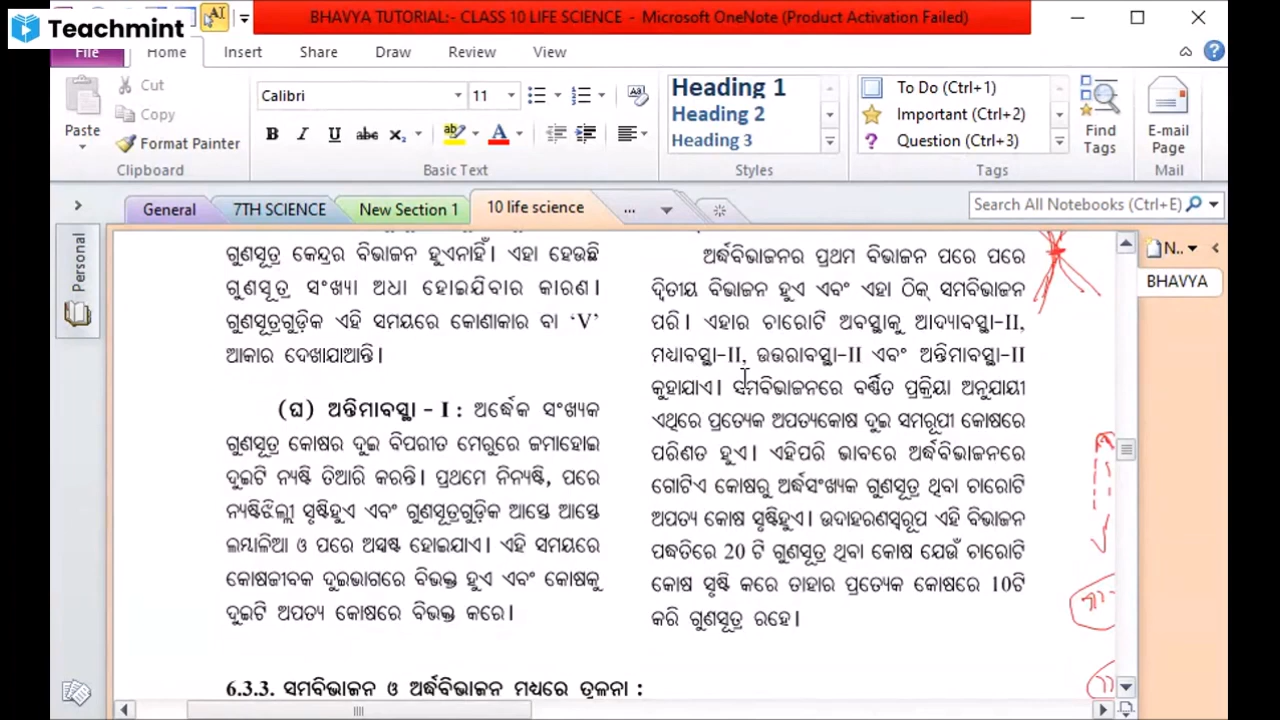 Teachmint
BHAVYA TUTORIAL:- CLASS 10 LIFE SCIENCE - Microsoft OneNote (Product Activation Failed)
File Home Insert Share Draw Review View
Paste
Cut
Copy
Format Painter
Clipboard
Calibri 11
B I U abc X₂
Basic Text
Heading 1
Heading 2
Heading 3
Styles
To Do (Ctrl+1)
Important (Ctrl+2)
Question (Ctrl+3)
Tags
Find Tags
E-mail Page
Mail
General 7TH SCIENCE New Section 1 10 life science ...
Search All Notebooks (Ctrl+E)
Personal
N..
BHAVYA
ଗୁଣସୂତ୍ର କେନ୍ଦ୍ରର ବିଭାଜନ ହୁଏନାହିଁ। ଏହା ହେଉଛି
ଗୁଣସୂତ୍ର ସଂଖ୍ୟା ଅଧା ହୋଇଯିବାର କାରଣ।
ଗୁଣସୂତ୍ରଗୁଡ଼ିକ ଏହି ସମୟରେ କୋଣାକାର ବା ‘V’
ଆକାର ଦେଖାଯାଆନ୍ତି।
(ଘ) ଅନ୍ତିମାବସ୍ଥା - I : ଅର୍ଦ୍ଧେକ ସଂଖ୍ୟକ
ଗୁଣସୂତ୍ର କୋଷର ଦୁଇ ବିପରୀତ ମେରୁରେ ଜମାହୋଇ
ଦୁଇଟି ନ୍ୟଷ୍ଟି ତିଆରି କରନ୍ତି। ପ୍ରଥମେ ନିନ୍ୟଷ୍ଟି, ପରେ
ନ୍ୟଷ୍ଟିଝିଲ୍ଲୀ ସୃଷ୍ଟିହୁଏ ଏବଂ ଗୁଣସୂତ୍ରଗୁଡ଼ିକ ଆସ୍ତେ ଆସ୍ତେ
ଲମ୍ବାଳିଆ ଓ ପରେ ଅସ୍ପଷ୍ଟ ହୋଇଯାଏ। ଏହି ସମୟରେ
କୋଷଜୀବକ ଦୁଇଭାଗରେ ବିଭକ୍ତ ହୁଏ ଏବଂ କୋଷକୁ
ଦୁଇଟି ଅପତ୍ୟ କୋଷରେ ବିଭକ୍ତ କରେ।
ଅର୍ଦ୍ଧବିଭାଜନର ପ୍ରଥମ ବିଭାଜନ ପରେ ପରେ
ଦ୍ୱିତୀୟ ବିଭାଜନ ହୁଏ ଏବଂ ଏହା ଠିକ୍ ସମବିଭାଜନ
ପରି। ଏହାର ଚାରୋଟି ଅବସ୍ଥାକୁ ଆଦ୍ୟାବସ୍ଥା-II,
ମଧ୍ୟାବସ୍ଥା-II, ଉତ୍ତରାବସ୍ଥା-II ଏବଂ ଅନ୍ତିମାବସ୍ଥା-II
କୁହାଯାଏ। ସମବିଭାଜନରେ ବର୍ଣ୍ଣିତ ପ୍ରକ୍ରିୟା ଅନୁଯାୟୀ
ଏଥିରେ ପ୍ରତ୍ୟେକ ଅପତ୍ୟକୋଷ ଦୁଇ ସମରୂପୀ କୋଷରେ
ପରିଣତ ହୁଏ। ଏହିପରି ଭାବରେ ଅର୍ଦ୍ଧବିଭାଜନରେ
ଗୋଟିଏ କୋଷରୁ ଅର୍ଦ୍ଧସଂଖ୍ୟକ ଗୁଣସୂତ୍ର ଥିବା ଚାରୋଟି
ଅପତ୍ୟ କୋଷ ସୃଷ୍ଟିହୁଏ। ଉଦାହରଣସ୍ୱରୂପ ଏହି ବିଭାଜନ
ପଦ୍ଧତିରେ 20 ଟି ଗୁଣସୂତ୍ର ଥିବା କୋଷ ଯେଉଁ ଚାରୋଟି
କୋଷ ସୃଷ୍ଟି କରେ ତାହାର ପ୍ରତ୍ୟେକ କୋଷରେ 10ଟି
କରି ଗୁଣସୂତ୍ର ରହେ।
6.3.3. ସମବିଭାଜନ ଓ ଅର୍ଦ୍ଧବିଭାଜନ ମଧ୍ୟରେ ତୁଳନା :